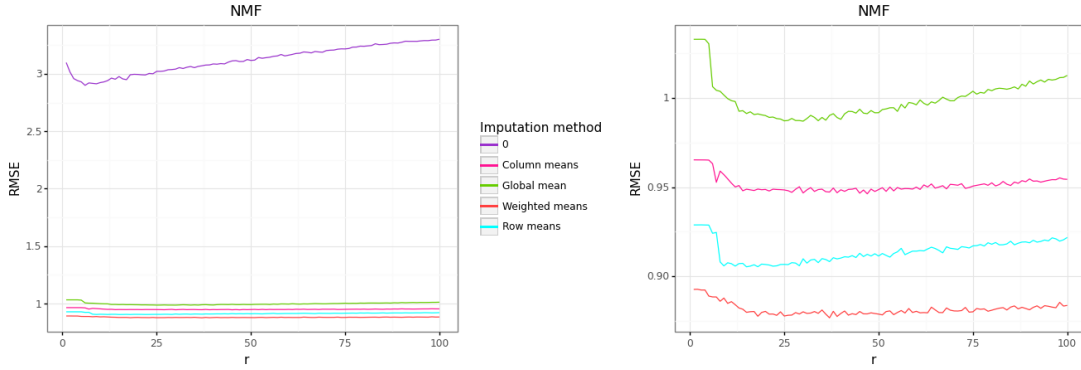 NMF
RMSE
3
2.5
2
1.5
1
0
25
50
75
100
r
Imputation method
0
Column means
Global mean
Weighted means
Row means
NMF
RMSE
1
0.95
0.90
0
25
50
75
100
r